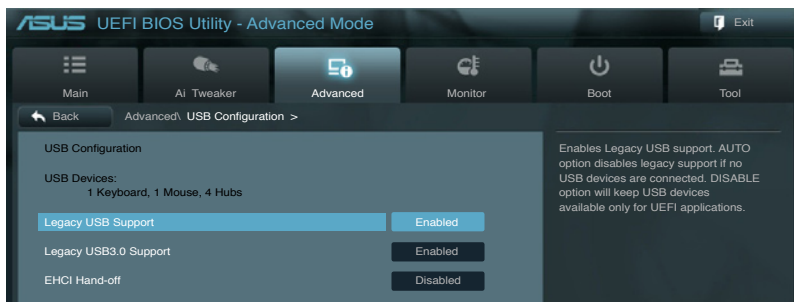 ASUS UEFI BIOS Utility - Advanced Mode
Exit
Main
Ai Tweaker
Advanced
Monitor
Boot
Tool
Back
Advanced\ USB Configuration >
USB Configuration
USB Devices:
1 Keyboard, 1 Mouse, 4 Hubs
Legacy USB Support Enabled
Legacy USB3.0 Support Enabled
EHCI Hand-off Disabled
Enables Legacy USB support. AUTO
option disables legacy support if no
USB devices are connected. DISABLE
option will keep USB devices
available only for UEFI applications.